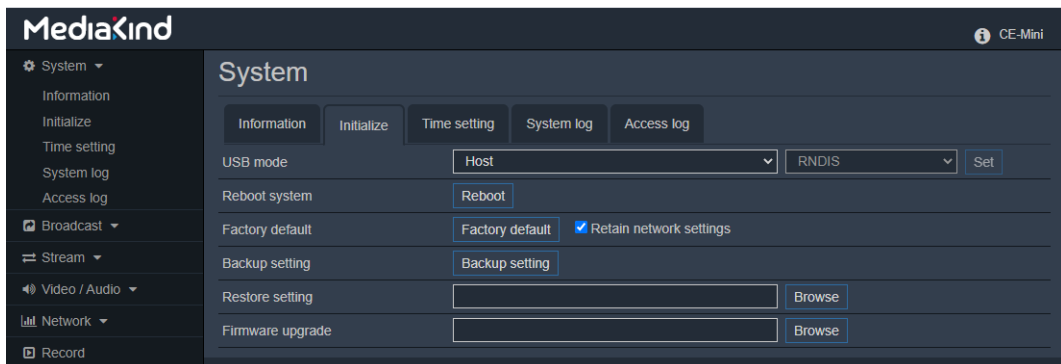 MediaKind
CE-Mini
System
Information
Initialize
Time setting
System log
Access log
Broadcast
Stream
Video / Audio
Network
Record
System
Information Initialize Time setting System log Access log
USB mode Host RNDIS Set
Reboot system Reboot
Factory default Factory default Retain network settings
Backup setting Backup setting
Restore setting Browse
Firmware upgrade Browse